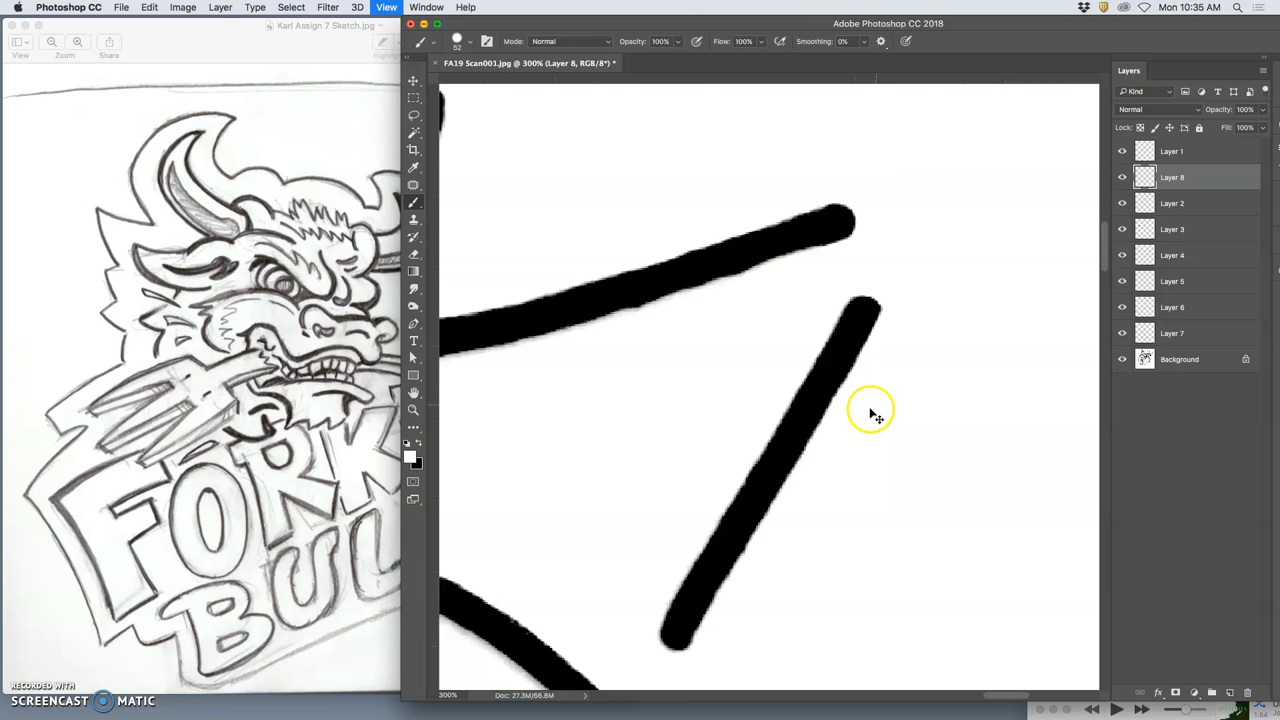 Photoshop CC File Edit Image Layer Type Select Filter 3D View Window Help
Mon 10:35 AM
Karl Assign 7 Sketch.jpg
View Zoom Share
FORK
BUL
RECORDED WITH
SCREENCAST MATIC
Adobe Photoshop CC 2018
52 Mode: Normal Opacity: 100% Flow: 100% Smoothing: 0%
FA19 Scan001.jpg @ 300% (Layer 8, RGB/8*) *
300% Doc: 27.3M/66.8M
Layers
Kind
Normal Opacity: 100%
Lock: Fill: 100%
Layer 1
Layer 8
Layer 2
Layer 3
Layer 4
Layer 5
Layer 6
Layer 7
Background
fx
1:54